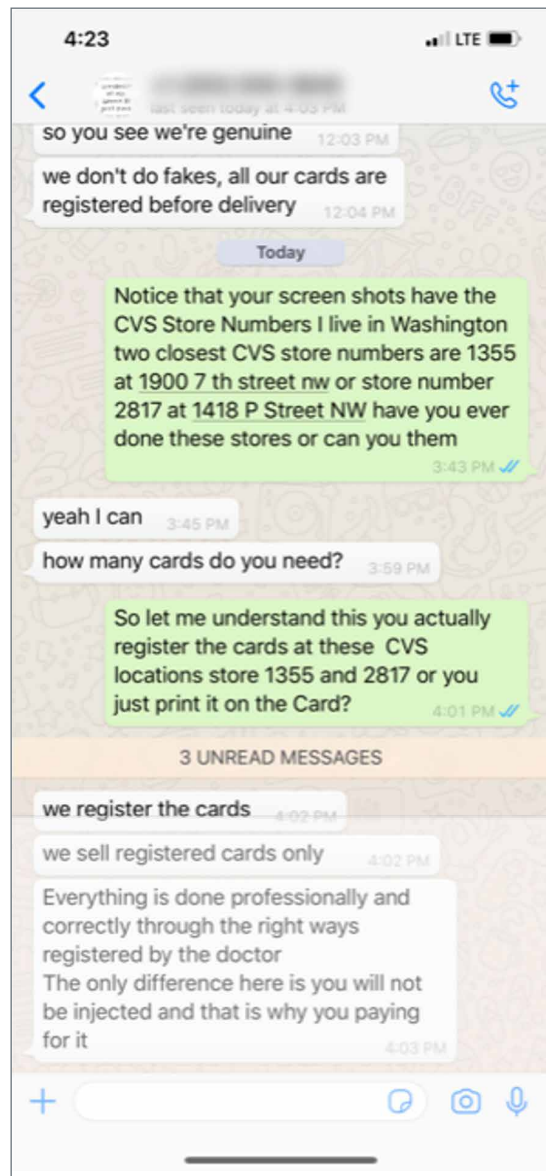 4:23
LTE
last seen today at 4:03 PM
so you see we're genuine 12:03 PM
we don't do fakes, all our cards are
registered before delivery 12:04 PM
Today
Notice that your screen shots have the
CVS Store Numbers I live in Washington
two closest CVS store numbers are 1355
at 1900 7 th street nw or store number
2817 at 1418 P Street NW have you ever
done these stores or can you them
3:43 PM
yeah I can 3:45 PM
how many cards do you need? 3:59 PM
So let me understand this you actually
register the cards at these CVS
locations store 1355 and 2817 or you
just print it on the Card? 4:01 PM
3 UNREAD MESSAGES
we register the cards 4:02 PM
we sell registered cards only 4:02 PM
Everything is done professionally and
correctly through the right ways
registered by the doctor
The only difference here is you will not
be injected and that is why you paying
for it 4:03 PM